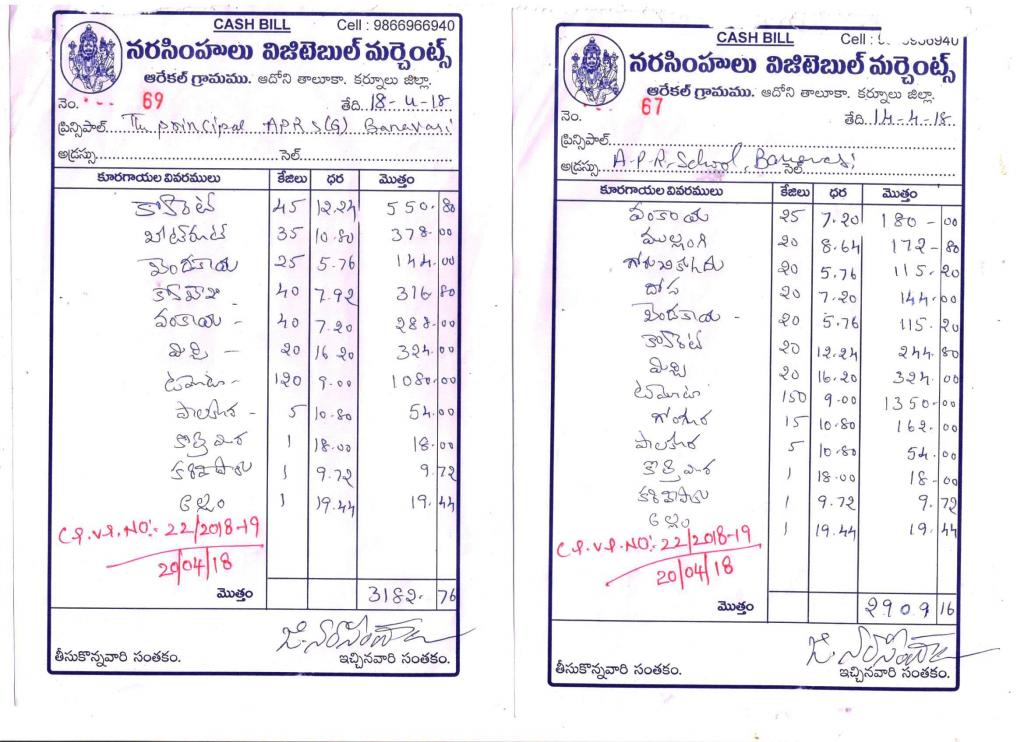 CASH BILL Cell : 9866966940
నరసింహులు విజిటెబుల్ మర్చెంట్స్
ఆరేకల్ గ్రామము. ఆదోని తాలూకా. కర్నూలు జిల్లా.
నెం. 69 తేది. 18-4-18
ప్రిన్సిపాల్. The principal APRS(G) Banavasi
అడ్రస్సు. సెల్.
కూరగాయల వివరములు కేజిలు ధర మొత్తం
క్యారెట్ 45 12.24 550.80
బీట్‌రూట్ 35 10.80 378.00
బెండకాయ 25 5.76 144.00
40 7.92 316.80
వంకాయ - 40 7.20 288.00
మిర్చి - 20 16.20 324.00
టమోటా - 120 9.00 1080.00
పాలకూర - 5 10.80 54.00
కొత్తిమీర 1 18.00 18.00
కరివేపాకు 1 9.72 9.72
అల్లం 1 19.44 19.44
C.P.V.P.NO:- 22/2018-19
20/04/18
మొత్తం 3182.76
తీసుకొన్నవారి సంతకం. ఇచ్చినవారి సంతకం.
CASH BILL Cell :
నరసింహులు విజిటెబుల్ మర్చెంట్స్
ఆరేకల్ గ్రామము. ఆదోని తాలూకా. కర్నూలు జిల్లా.
నెం. 67 తేది. 14-4-18
ప్రిన్సిపాల్.
అడ్రస్సు. A.P.R. School, Banavasi సెల్.
కూరగాయల వివరములు కేజిలు ధర మొత్తం
వంకాయ 25 7.20 180-00
ముల్లంగి 20 8.64 172-80
20 5.76 115.20
దోస 20 7.20 144.00
బెండకాయ - 20 5.76 115.20
క్యారెట్ 20 12.24 244.80
మిర్చి 20 16.20 324.00
టమోటా 150 9.00 1350.00
గోంగూర 15 10.80 162.00
పాలకూర 5 10.80 54.00
కొత్తిమీర 1 18.00 18-00
కరివేపాకు 1 9.72 9.72
అల్లం 1 19.44 19.44
C.P.V.P.NO:- 22/2018-19
20/04/18
మొత్తం 2909.16
తీసుకొన్నవారి సంతకం. ఇచ్చినవారి సంతకం.